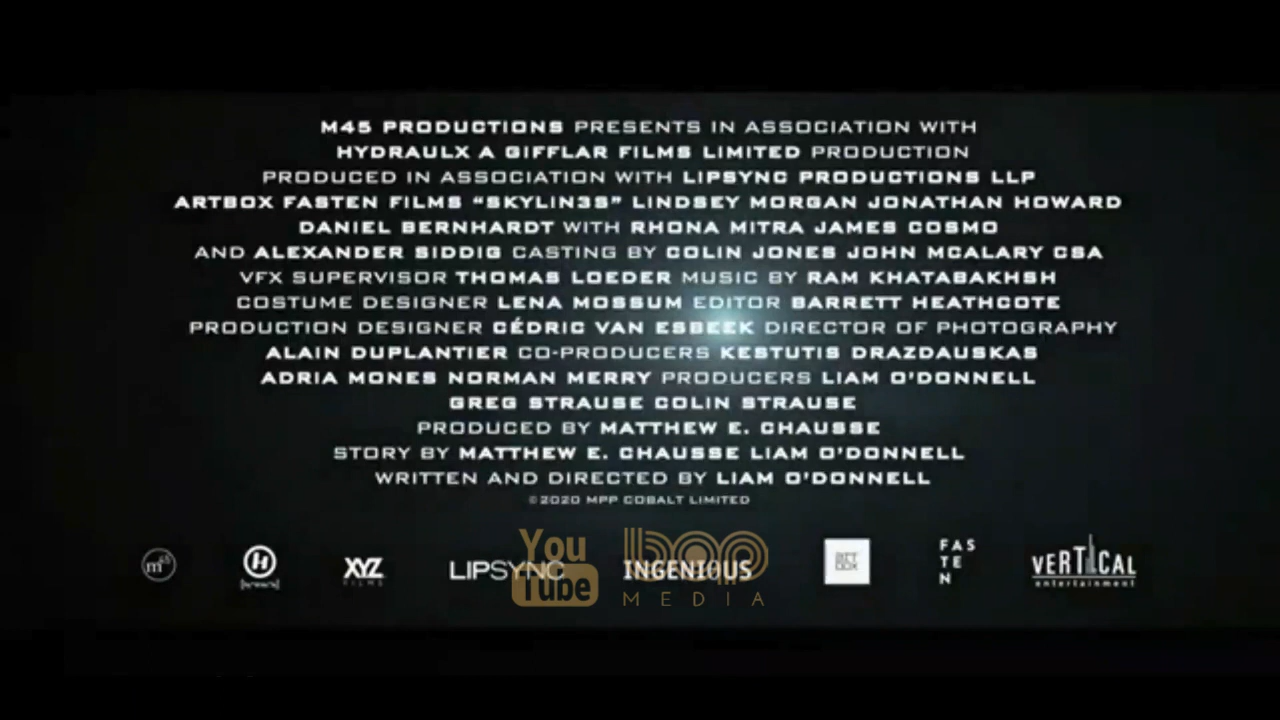 M45 PRODUCTIONS PRESENTS IN ASSOCIATION WITH
HYDRAULX A GIFFLAR FILMS LIMITED PRODUCTION
PRODUCED IN ASSOCIATION WITH LIPSYNC PRODUCTIONS LLP
ARTBOX FASTEN FILMS “SKYLIN3S” LINDSEY MORGAN JONATHAN HOWARD
DANIEL BERNHARDT WITH RHONA MITRA JAMES COSMO
AND ALEXANDER SIDDIG CASTING BY COLIN JONES JOHN MCALARY CSA
VFX SUPERVISOR THOMAS LOEDER MUSIC BY RAM KHATABAKHSH
COSTUME DESIGNER LENA MOSSUM EDITOR BARRETT HEATHCOTE
PRODUCTION DESIGNER CÉDRIC VAN ESBEEK DIRECTOR OF PHOTOGRAPHY
ALAIN DUPLANTIER CO-PRODUCERS KESTUTIS DRAZDAUSKAS
ADRIA MONES NORMAN MERRY PRODUCERS LIAM O’DONNELL
GREG STRAUSE COLIN STRAUSE
PRODUCED BY MATTHEW E. CHAUSSE
STORY BY MATTHEW E. CHAUSSE LIAM O’DONNELL
WRITTEN AND DIRECTED BY LIAM O’DONNELL
©2020 MPP COBALT LIMITED
m45
H
XYZ
FILMS
LIPSYNC
You
Tube
bop
MEDIA
INGENIOUS
ART
BOX
FAS
TE
N
VERTICAL
entertainment